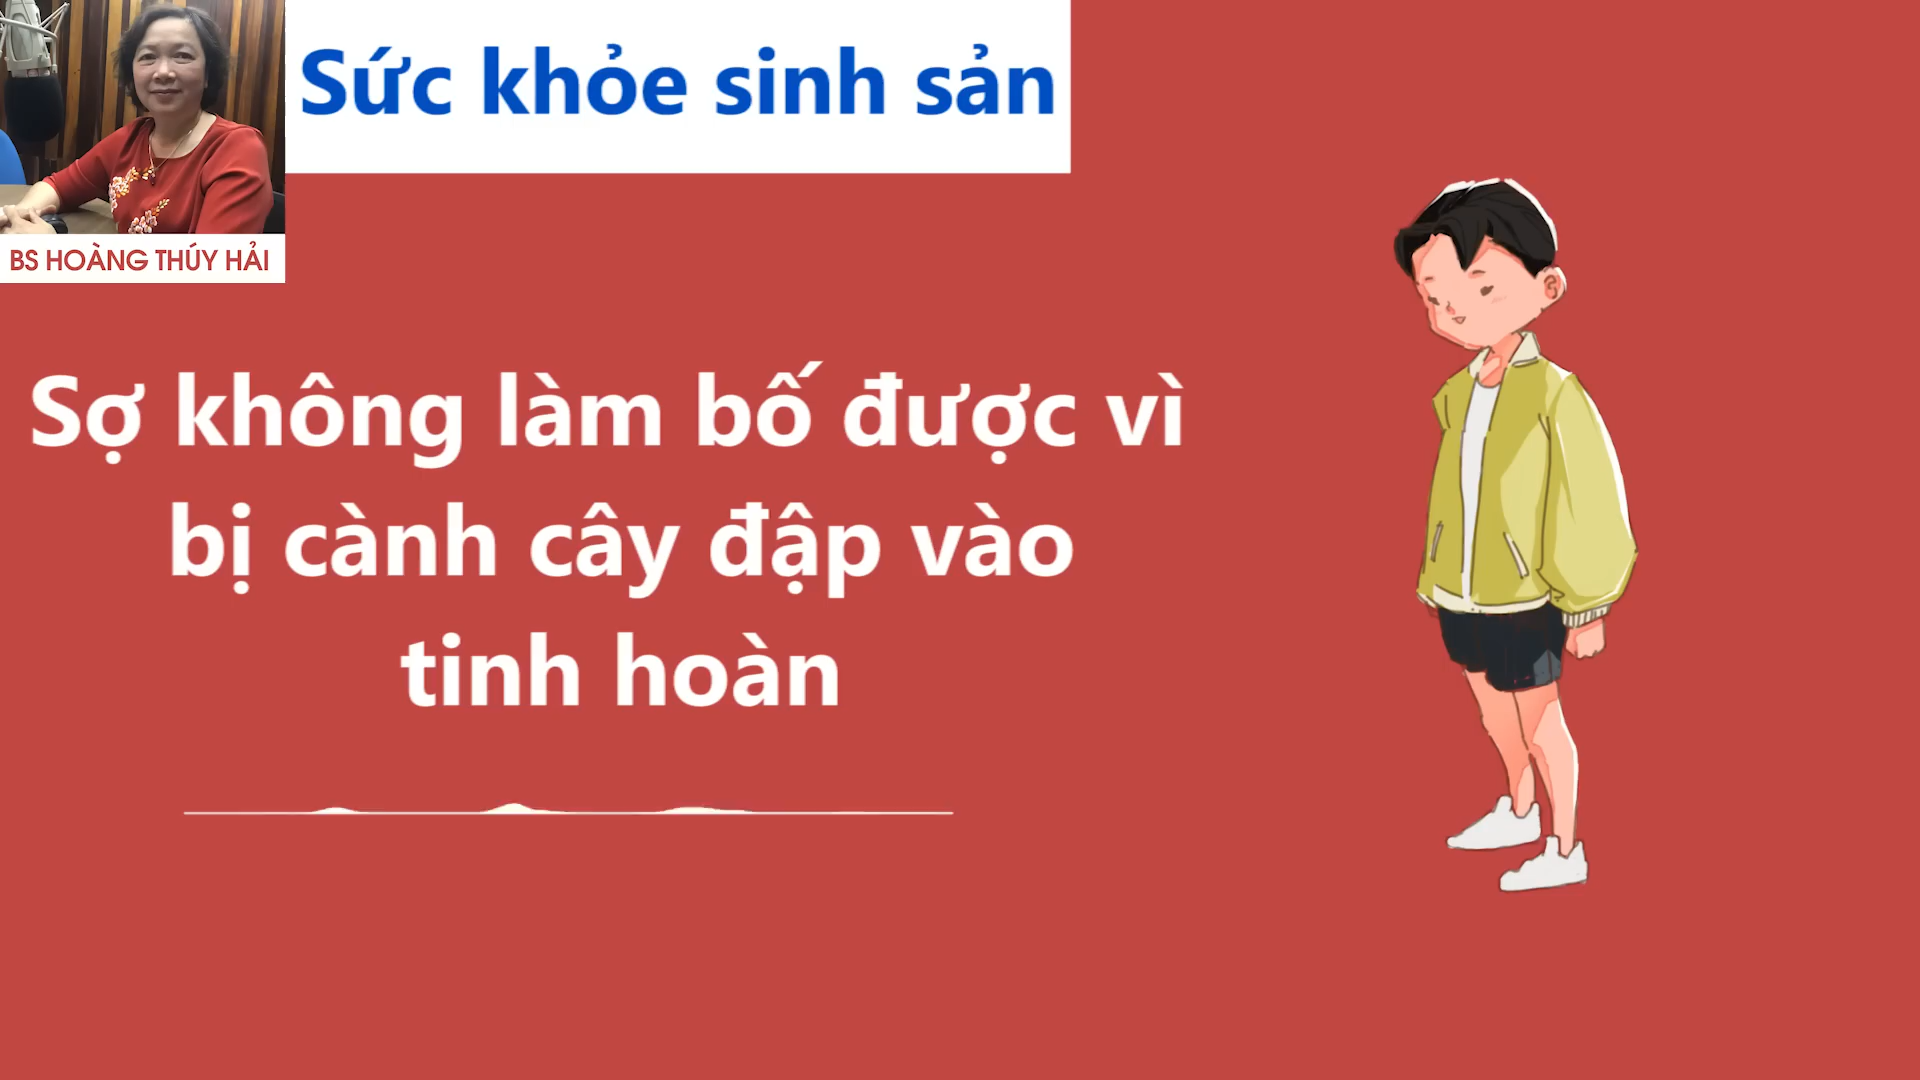 Sức khỏe sinh sản
BS HOÀNG THÚY HẢI
Sợ không làm bố được vì
bị cành cây đập vào
tinh hoàn